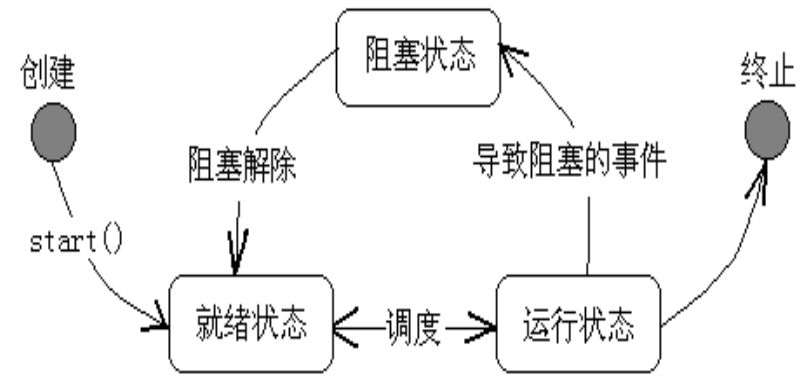 阻塞状态
创建
终止
阻塞解除
导致阻塞的事件
start()
就绪状态
调度
运行状态